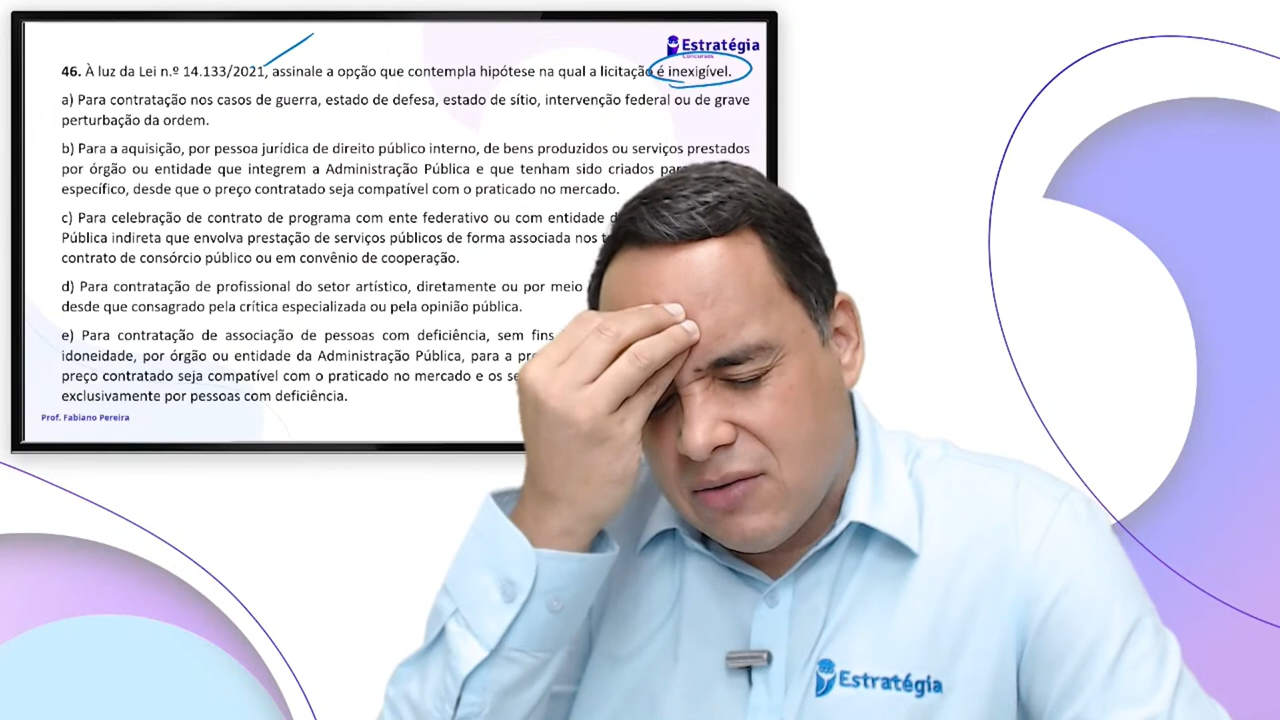 Estratégia
Concursos
46. À luz da Lei n.º 14.133/2021, assinale a opção que contempla hipótese na qual a licitação é inexigível.
a) Para contratação nos casos de guerra, estado de defesa, estado de sítio, intervenção federal ou de grave
perturbação da ordem.
b) Para a aquisição, por pessoa jurídica de direito público interno, de bens produzidos ou serviços prestados
por órgão ou entidade que integrem a Administração Pública e que tenham sido criados
específico, desde que o preço contratado seja compatível com o praticado no mercado.
c) Para celebração de contrato de programa com ente federativo ou com entidade
Pública indireta que envolva prestação de serviços públicos de forma associada nos
contrato de consórcio público ou em convênio de cooperação.
d) Para contratação de profissional do setor artístico, diretamente ou por meio
desde que consagrado pela crítica especializada ou pela opinião pública.
e) Para contratação de associação de pessoas com deficiência, sem fins
idoneidade, por órgão ou entidade da Administração Pública, para a
preço contratado seja compatível com o praticado no mercado e os
exclusivamente por pessoas com deficiência.
Prof. Fabiano Pereira
Estratégia